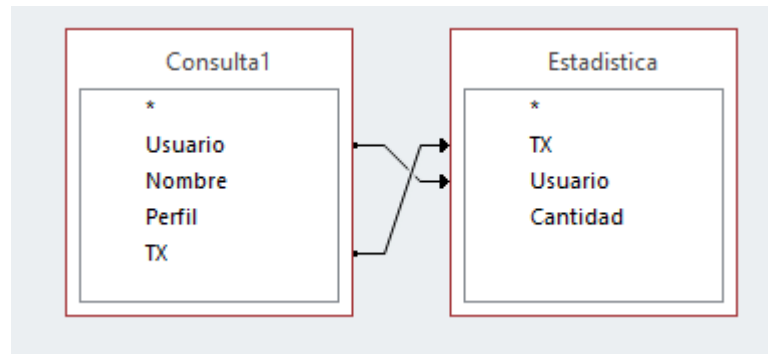 Consulta1
*
Usuario
Nombre
Perfil
TX
Estadistica
*
TX
Usuario
Cantidad